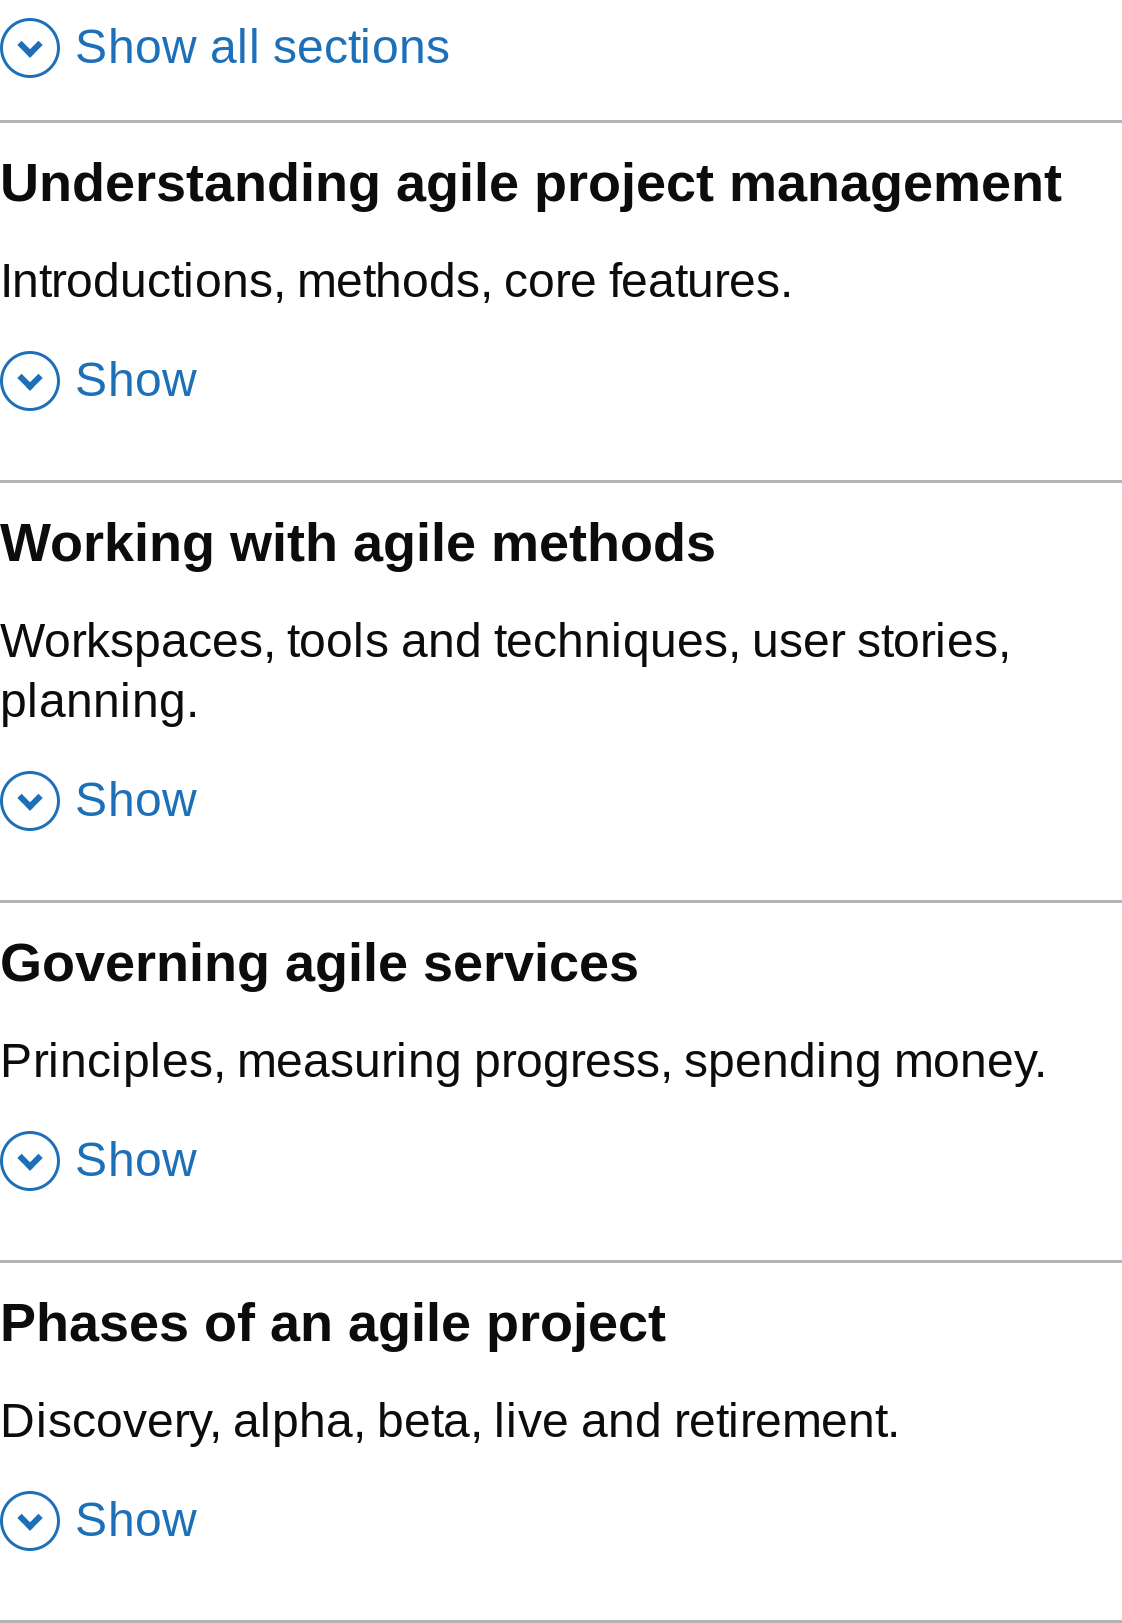 Show all sections
Understanding agile project management
Introductions, methods, core features.
Show
Working with agile methods
Workspaces, tools and techniques, user stories,
planning.
Show
Governing agile services
Principles, measuring progress, spending money.
Show
Phases of an agile project
Discovery, alpha, beta, live and retirement.
Show